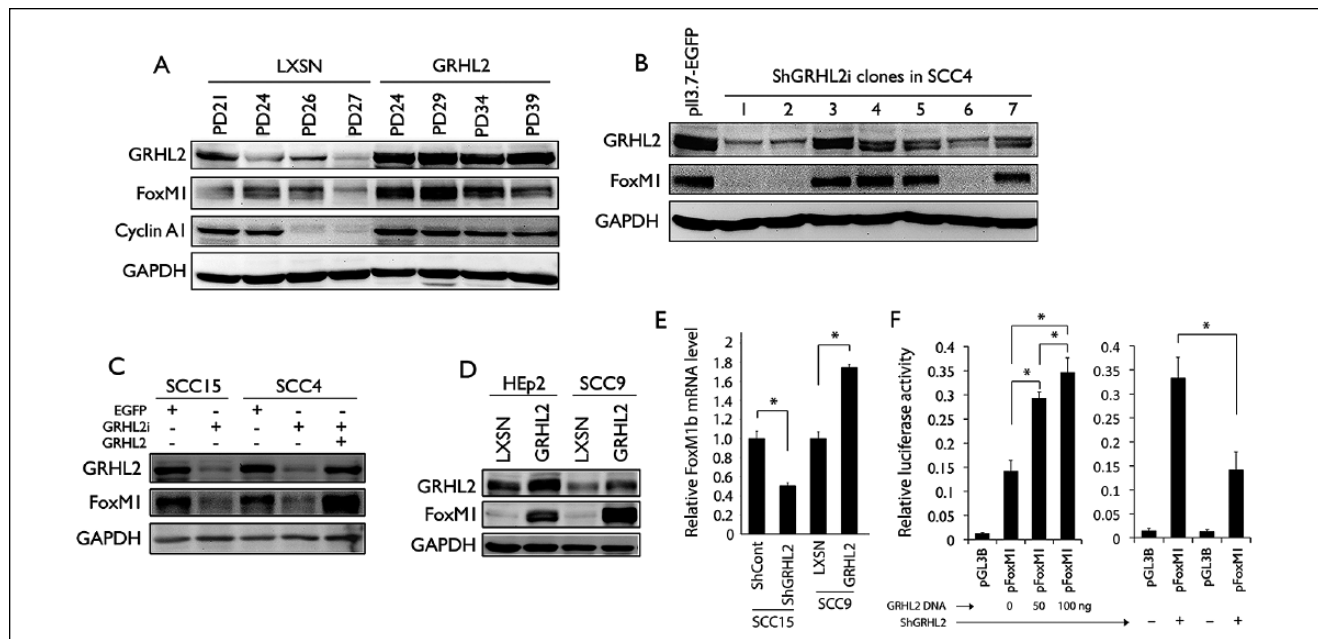 A
LXSN GRHL2
PD21 PD24 PD26 PD27 PD24 PD29 PD34 PD39
GRHL2
FoxM1
Cyclin A1
GAPDH
B
pll3.7-EGFP
ShGRHL2i clones in SCC4
1 2 3 4 5 6 7
GRHL2
FoxM1
GAPDH
C
SCC15 SCC4
EGFP + - + - -
GRHL2i - + - + +
GRHL2 - - - - +
GRHL2
FoxM1
GAPDH
D
HEp2 SCC9
LXSN GRHL2 LXSN GRHL2
GRHL2
FoxM1
GAPDH
E
Relative FoxM1b mRNA level
2
1.8
1.6
1.4
1.2
1.0
0.8
0.6
0.4
0.2
0
* *
ShCont ShGRHL2 LXSN GRHL2
SCC15 SCC9
F
Relative luciferase activity
0.4
0.35
0.3
0.25
0.2
0.15
0.1
0.05
0
* * *
pGL3B pFoxM1 pFoxM1 pFoxM1
GRHL2 DNA → 0 50 100 ng
0.4
0.35
0.3
0.25
0.2
0.15
0.1
0.05
0
*
pGL3B pFoxM1 pGL3B pFoxM1
ShGRHL2 → – + – +